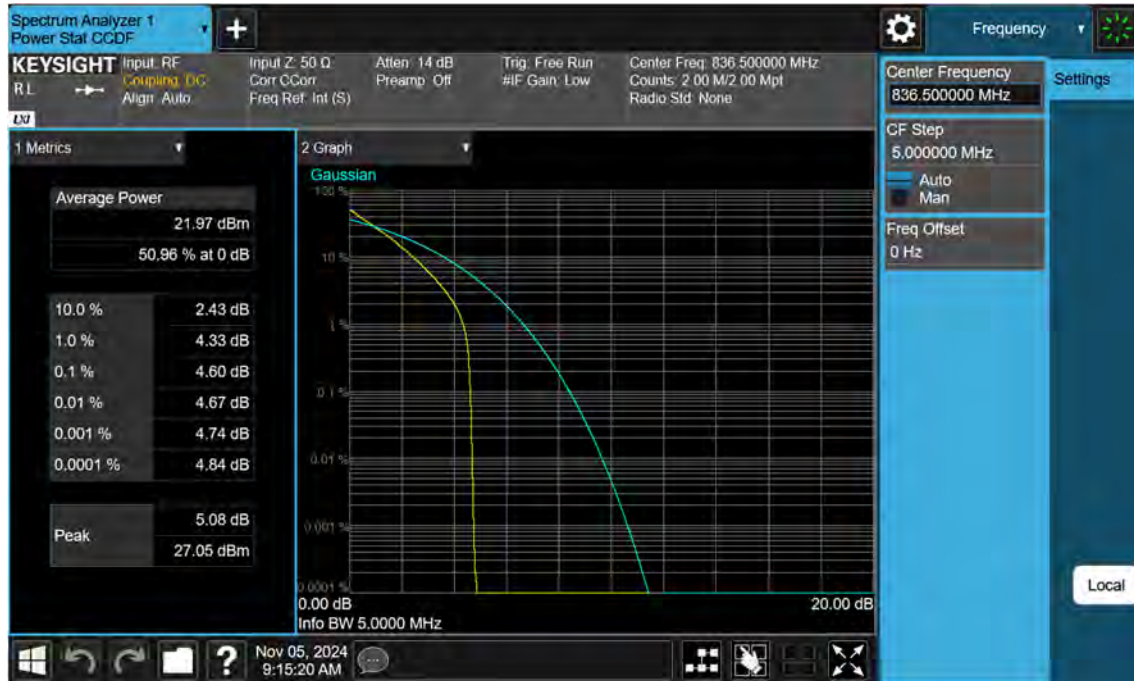 Spectrum Analyzer 1
Power Stat CCDF
+
Frequency
KEYSIGHT
RL
LXI
Input: RF
Coupling: DC
Align: Auto
Input Z: 50 Ω
Corr CCorr
Freq Ref: Int (S)
Atten: 14 dB
Preamp: Off
Trig: Free Run
#IF Gain: Low
Center Freq: 836.500000 MHz
Counts: 2.00 M/2.00 Mpt
Radio Std: None
Center Frequency
836.500000 MHz
Settings
CF Step
5.000000 MHz
Auto
Man
Freq Offset
0 Hz
Local
1 Metrics
Average Power
21.97 dBm
50.96 % at 0 dB
10.0 % 2.43 dB
1.0 % 4.33 dB
0.1 % 4.60 dB
0.01 % 4.67 dB
0.001 % 4.74 dB
0.0001 % 4.84 dB
Peak 5.08 dB
27.05 dBm
2 Graph
Gaussian
100 %
10 %
1 %
0.1 %
0.01 %
0.001 %
0.0001 %
0.00 dB 20.00 dB
Info BW 5.0000 MHz
?
Nov 05, 2024
9:15:20 AM